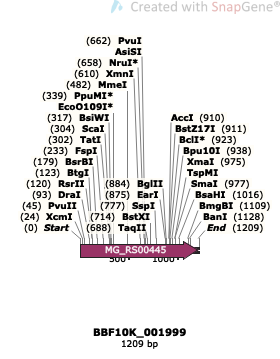 Created with SnapGene®
(662) PvuI
AsiSI
(658) NruI*
(610) XmnI
(482) MmeI
(339) PpuMI*
EcoO109I*
(317) BsiWI
(304) ScaI
(302) TatI
(233) FspI
(179) BsrBI
(123) BtgI
(120) RsrII
(93) DraI
(45) PvuII
(24) XcmI
(0) Start
(884) BglII
(875) EarI
(777) SspI
(714) BstXI
(688) TaqII
AccI (910)
BstZ17I (911)
BclI* (923)
Bpu10I (938)
XmaI (975)
TspMI
SmaI (977)
BsaHI (1016)
BmgBI (1109)
BanI (1128)
End (1209)
MG_RS00445
500
1000
BBF10K_001999
1209 bp